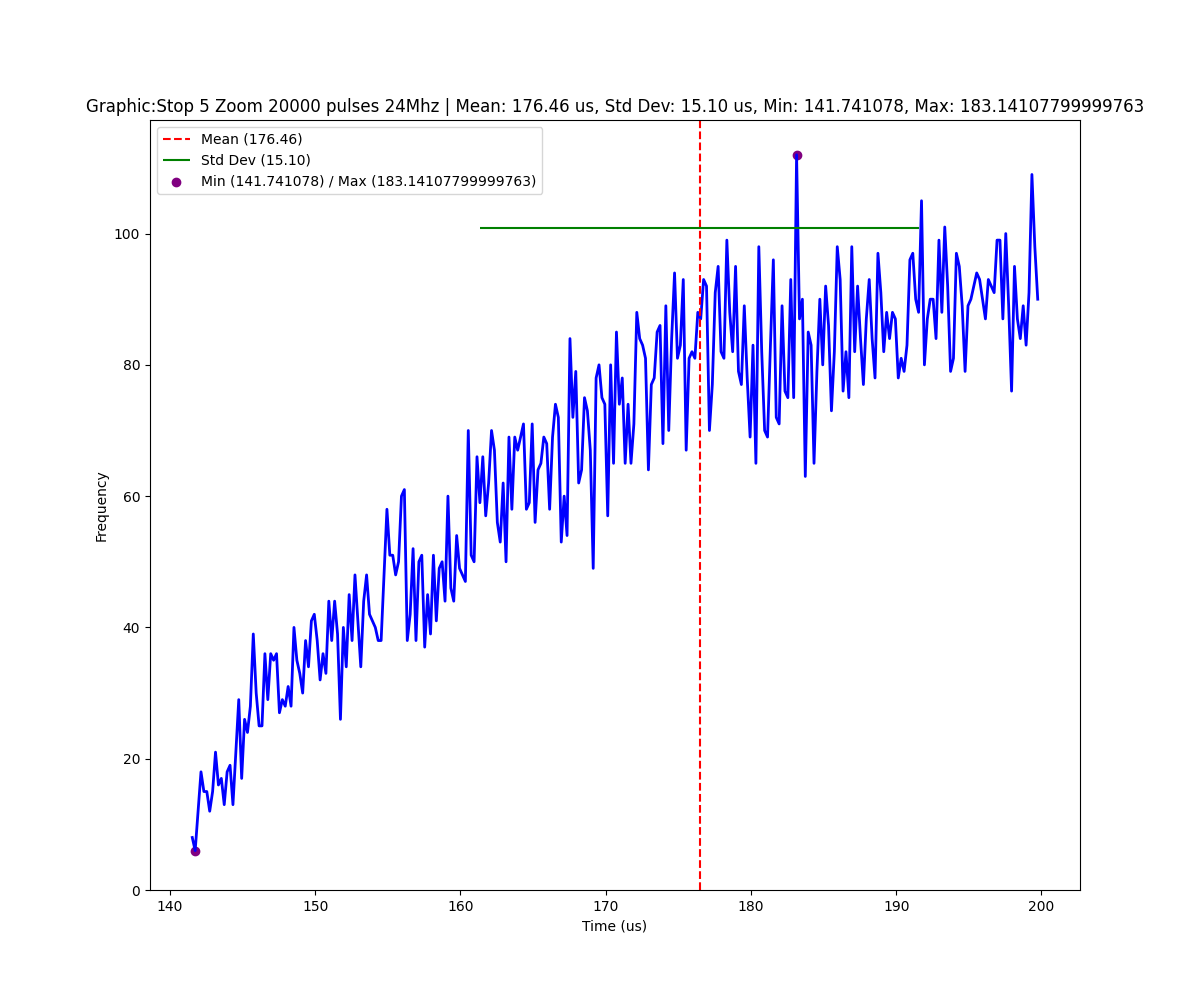 Graphic:Stop 5 Zoom 20000 pulses 24Mhz | Mean: 176.46 us, Std Dev: 15.10 us, Min: 141.741078, Max: 183.14107799999763
Mean (176.46)
Std Dev (15.10)
Min (141.741078) / Max (183.14107799999763)
100
80
60
40
20
0
Frequency
140 150 160 170 180 190 200
Time (us)